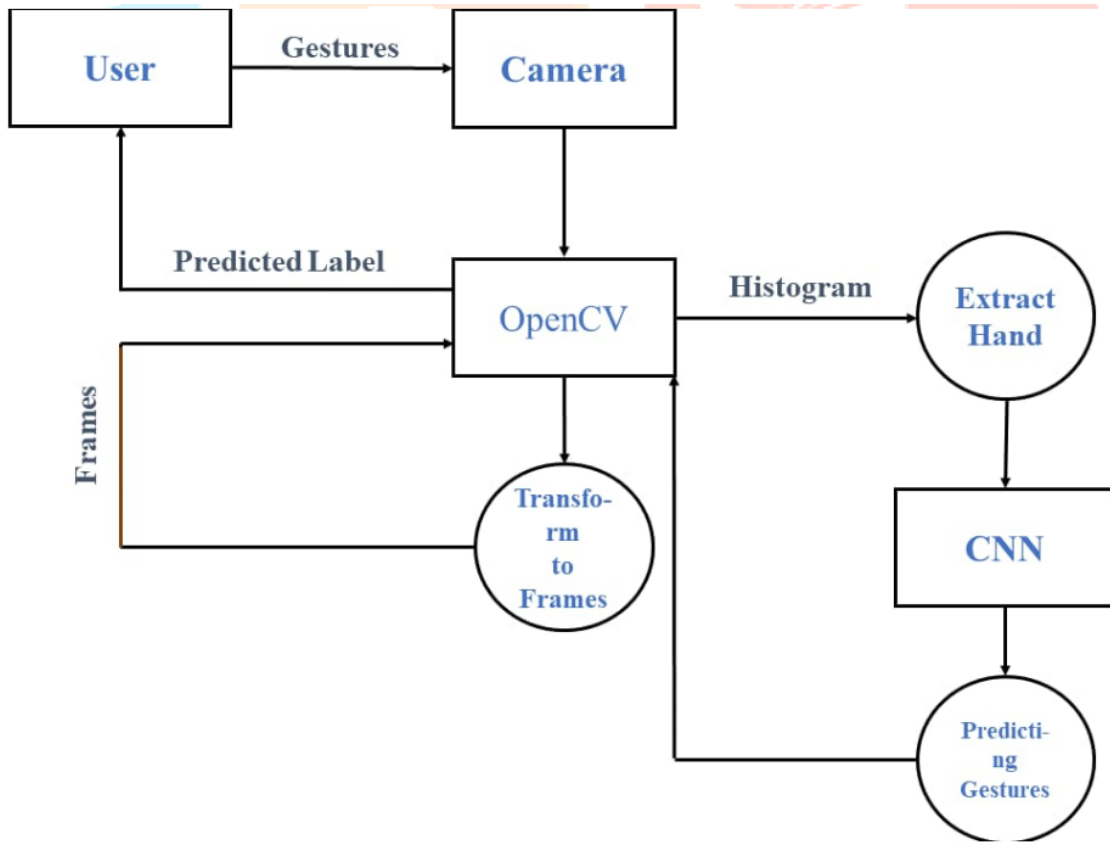 User
Gestures
Camera
Predicted Label
OpenCV
Histogram
Extract
Hand
Frames
Transfo-
rm
to
Frames
CNN
Predicti-
ng
Gestures